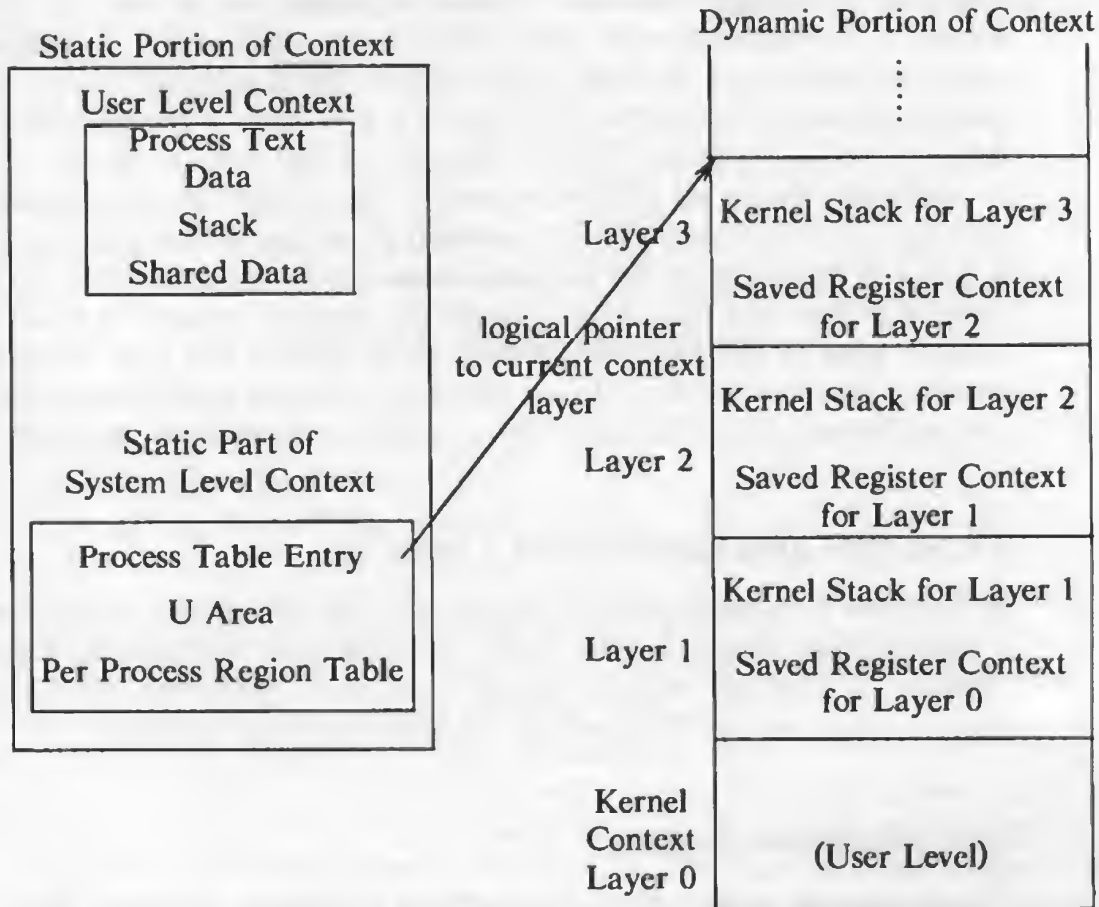 Static Portion of Context
User Level Context
Process Text
Data
Stack
Shared Data
Static Part of
System Level Context
Process Table Entry
U Area
Per Process Region Table
logical pointer
to current context
layer
Dynamic Portion of Context
Layer 3
Kernel Stack for Layer 3
Saved Register Context
for Layer 2
Layer 2
Kernel Stack for Layer 2
Saved Register Context
for Layer 1
Layer 1
Kernel Stack for Layer 1
Saved Register Context
for Layer 0
Kernel
Context
Layer 0
(User Level)